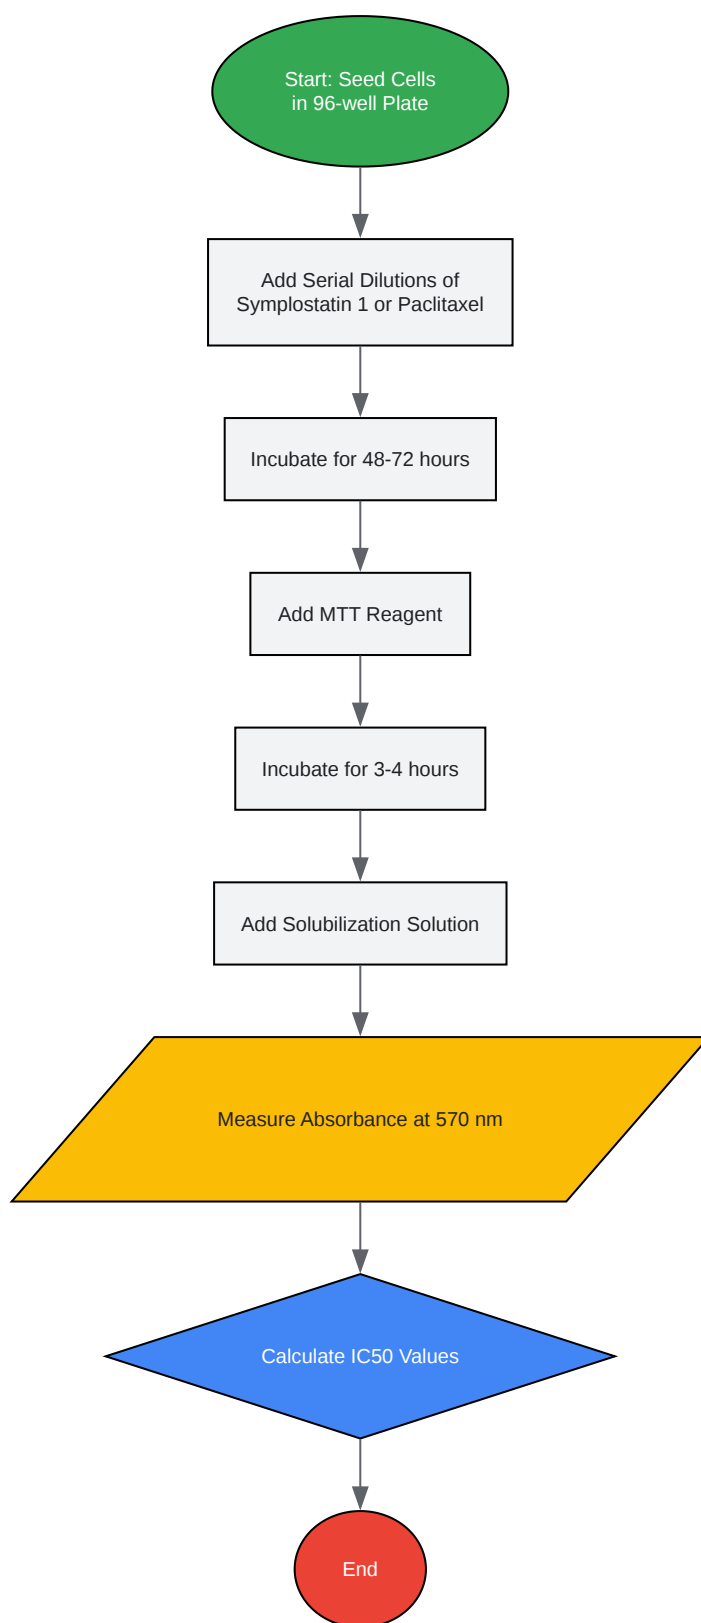 Start: Seed Cells
in 96-well Plate
Add Serial Dilutions of
Symplostatin 1 or Paclitaxel
Incubate for 48-72 hours
Add MTT Reagent
Incubate for 3-4 hours
Add Solubilization Solution
Measure Absorbance at 570 nm
Calculate IC50 Values
End